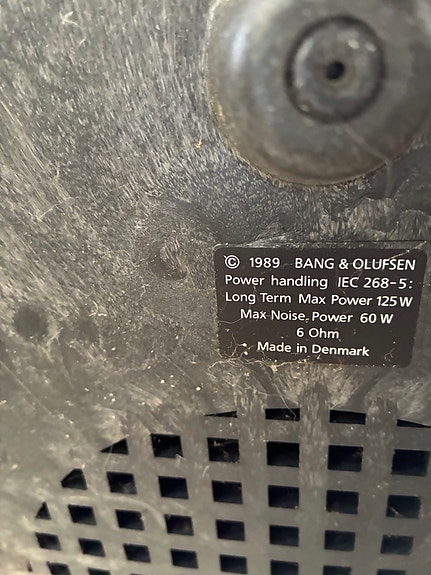 © 1989 BANG & OLUFSEN
Power handling IEC 268-5:
Long Term Max Power 125W
Max Noise. Power 60 W
6 Ohm
Made in Denmark